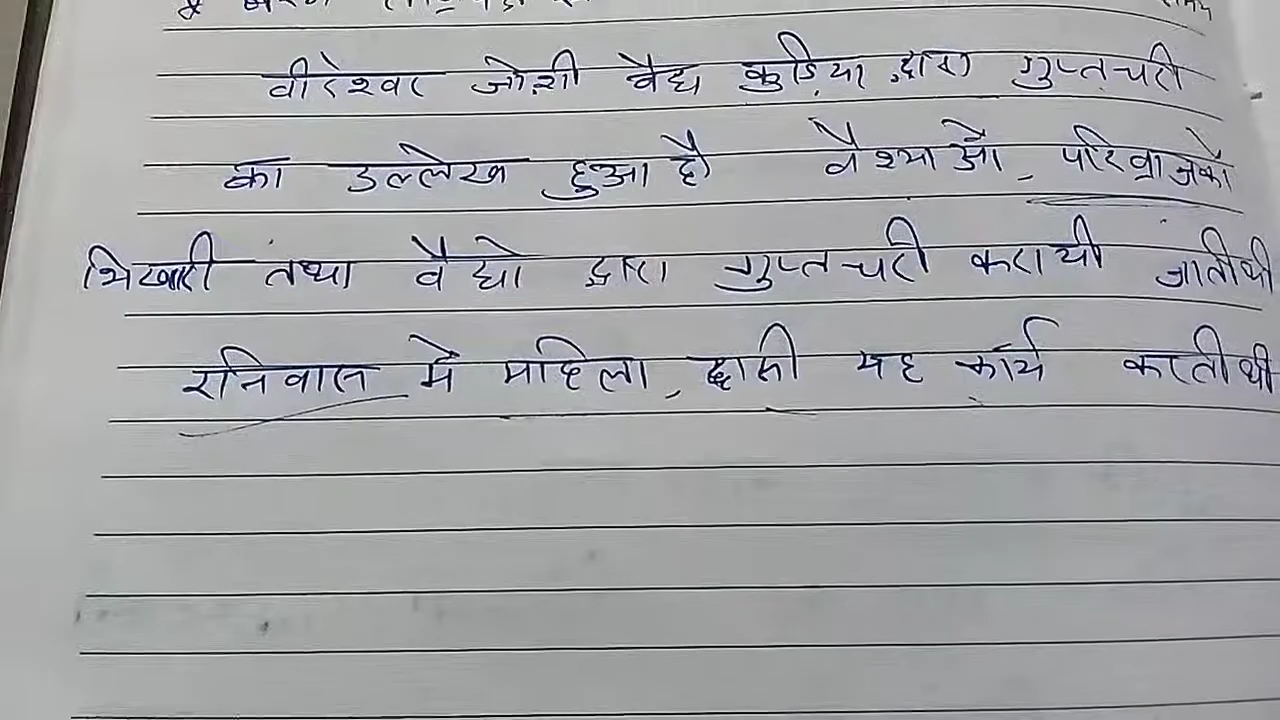 वीरेश्वर जोशी वैद्य कुडिया द्वारा गुप्तचरी
का उल्लेख हुआ है वैश्याओ, परिव्राजको
भिखारी तथा वैद्यो द्वारा गुप्तचरी करायी जातीथी
रनिवास में महिला, दासी यह कार्य करतीथी